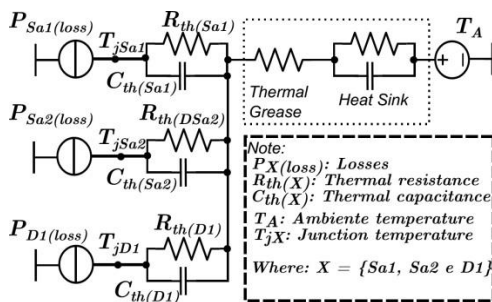 P_Sa1(loss)
T_jSa1
R_th(Sa1)
C_th(Sa1)
T_A
+ -
Thermal
Grease
Heat Sink
P_Sa2(loss)
T_jSa2
R_th(DSa2)
C_th(Sa2)
P_D1(loss)
T_jD1
R_th(D1)
C_th(D1)
Note:
P_X(loss): Losses
R_th(X): Thermal resistance
C_th(X): Thermal capacitance
T_A: Ambiente temperature
T_jX: Junction temperature
Where: X = {Sa1, Sa2 e D1}